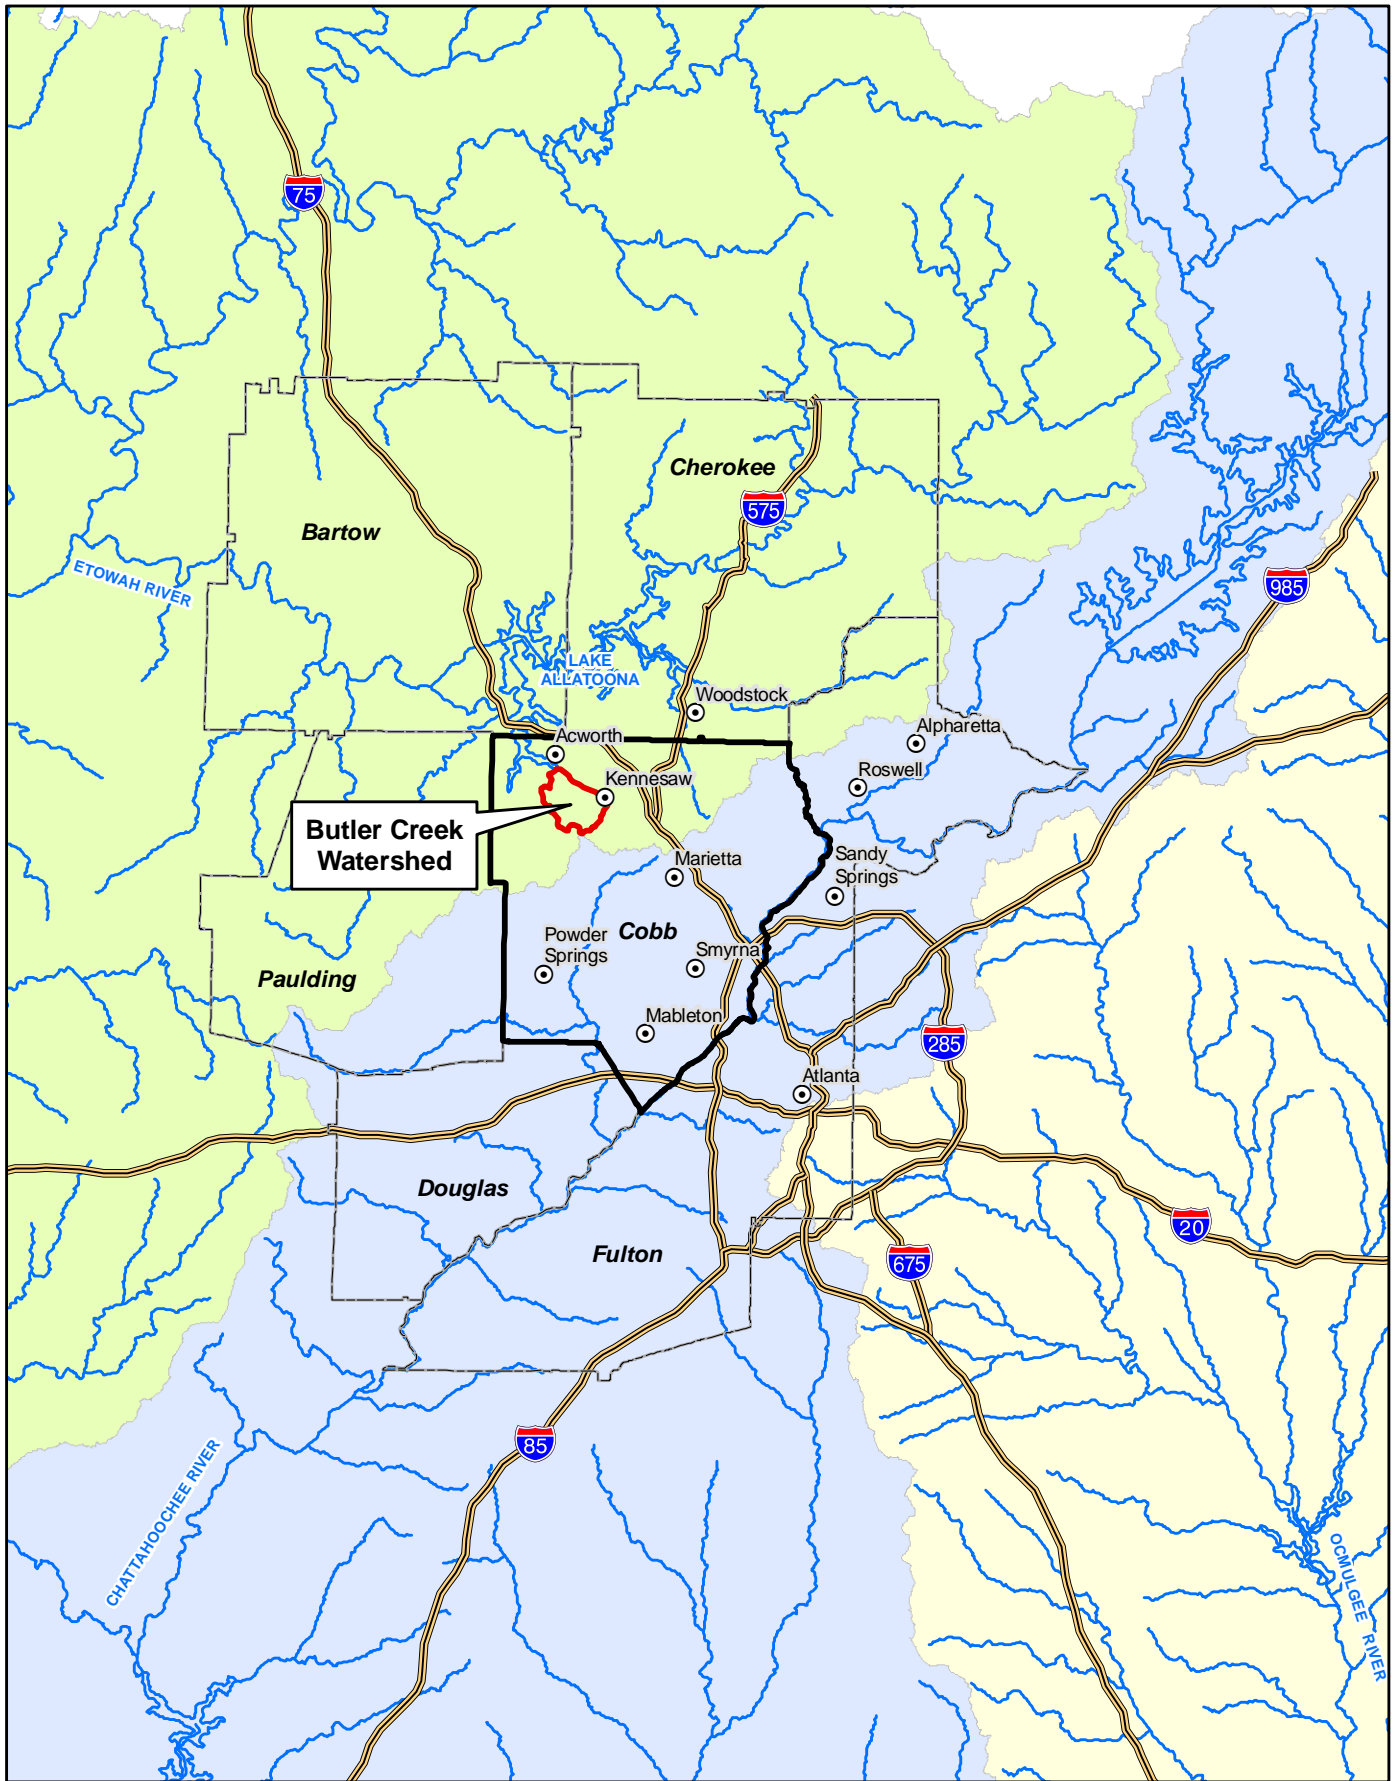 75
Cherokee
575
Bartow
ETOWAH RIVER
985
LAKE
ALLATOONA
Woodstock
Alpharetta
Acworth
Roswell
Kennesaw
Butler Creek
Watershed
Marietta
Sandy
Springs
Powder
Springs
Cobb
Smyrna
Paulding
Mableton
285
Atlanta
Douglas
20
Fulton
675
85
CHATTAHOOCHEE RIVER
OCMULGEE RIVER